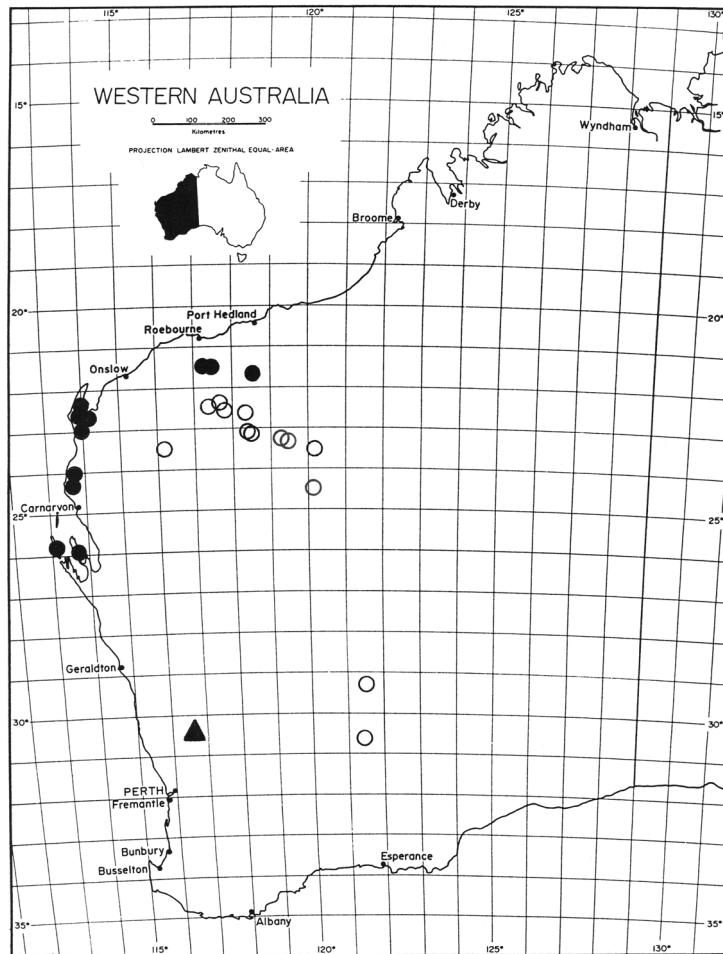 115°
120°
125°
130°
WESTERN AUSTRALIA
0 100 200 300
Kilometres
PROJECTION LAMBERT ZENITHAL EQUAL-AREA
15°
15°
Wyndham
Derby
Broome
20°
Port Hedland
20°
Roebourne
Onslow
Carnarvon
25°
25°
Geraldton
30°
30°
PERTH
Fremantle
Bunbury
Esperance
Busselton
Albany
35°
35°
115°
120°
125°
130°